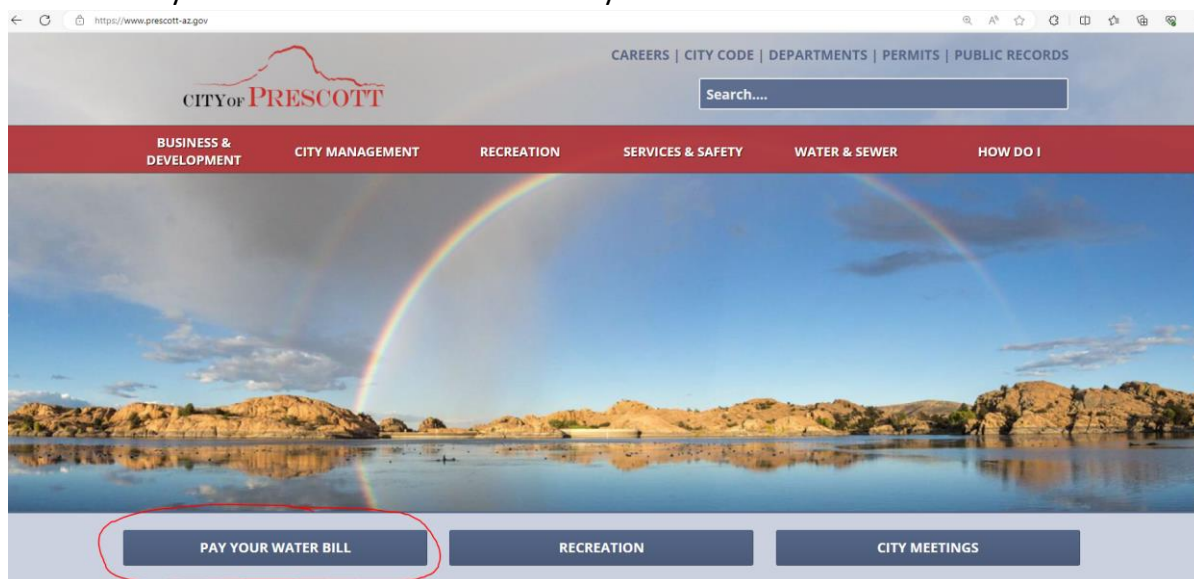 https://www.prescott-az.gov
CAREERS | CITY CODE | DEPARTMENTS | PERMITS | PUBLIC RECORDS
CITY OF PRESCOTT
Search....
BUSINESS & DEVELOPMENT CITY MANAGEMENT RECREATION SERVICES & SAFETY WATER & SEWER HOW DO I
PAY YOUR WATER BILL RECREATION CITY MEETINGS